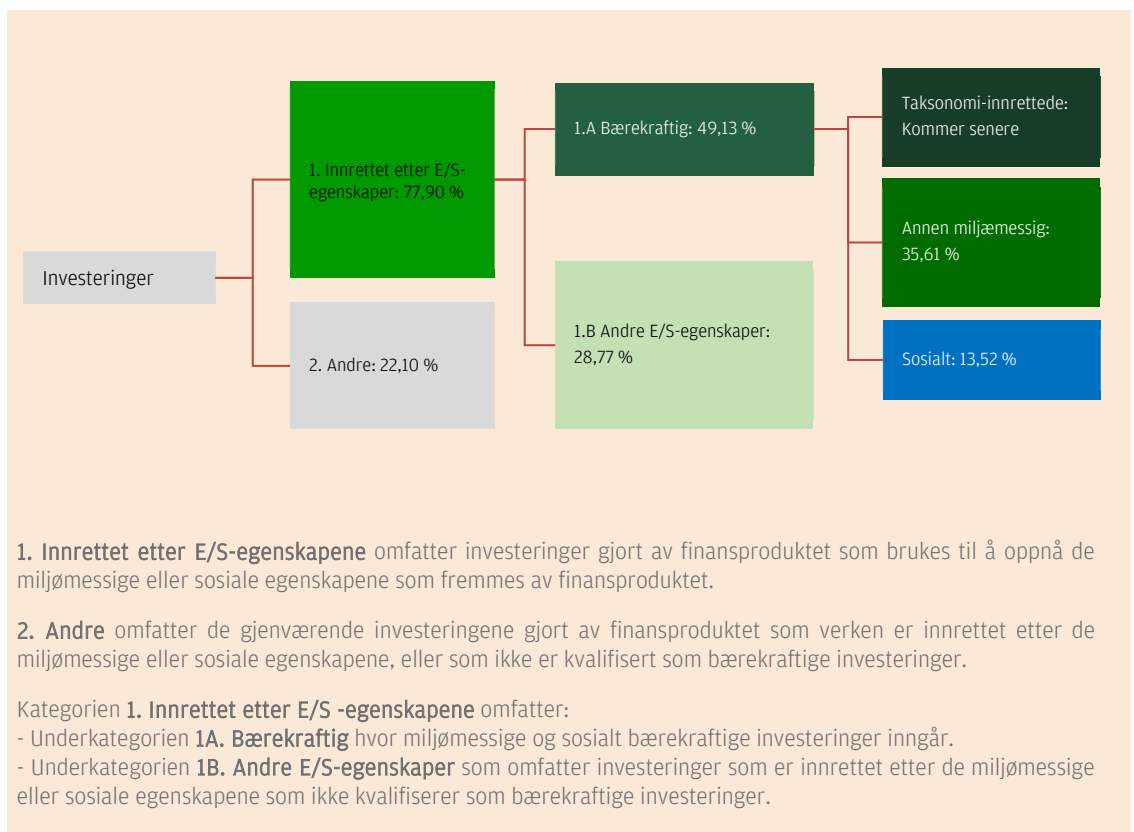 Investeringer
1. Innrettet etter E/S-
egenskaper: 77,90 %
2. Andre: 22,10 %
1.A Bærekraftig: 49,13 %
1.B Andre E/S-egenskaper:
28,77 %
Taksonomi-innrettede:
Kommer senere
Annen miljæmessig:
35,61 %
Sosialt: 13,52 %
1. Innrettet etter E/S-egenskapene omfatter investeringer gjort av finansproduktet som brukes til å oppnå de
miljømessige eller sosiale egenskapene som fremmes av finansproduktet.
2. Andre omfatter de gjenværende investeringene gjort av finansproduktet som verken er innrettet etter de
miljømessige eller sosiale egenskapene, eller som ikke er kvalifisert som bærekraftige investeringer.
Kategorien 1. Innrettet etter E/S -egenskapene omfatter:
- Underkategorien 1A. Bærekraftig hvor miljømessige og sosialt bærekraftige investeringer inngår.
- Underkategorien 1B. Andre E/S-egenskaper som omfatter investeringer som er innrettet etter de miljømessige
eller sosiale egenskapene som ikke kvalifiserer som bærekraftige investeringer.